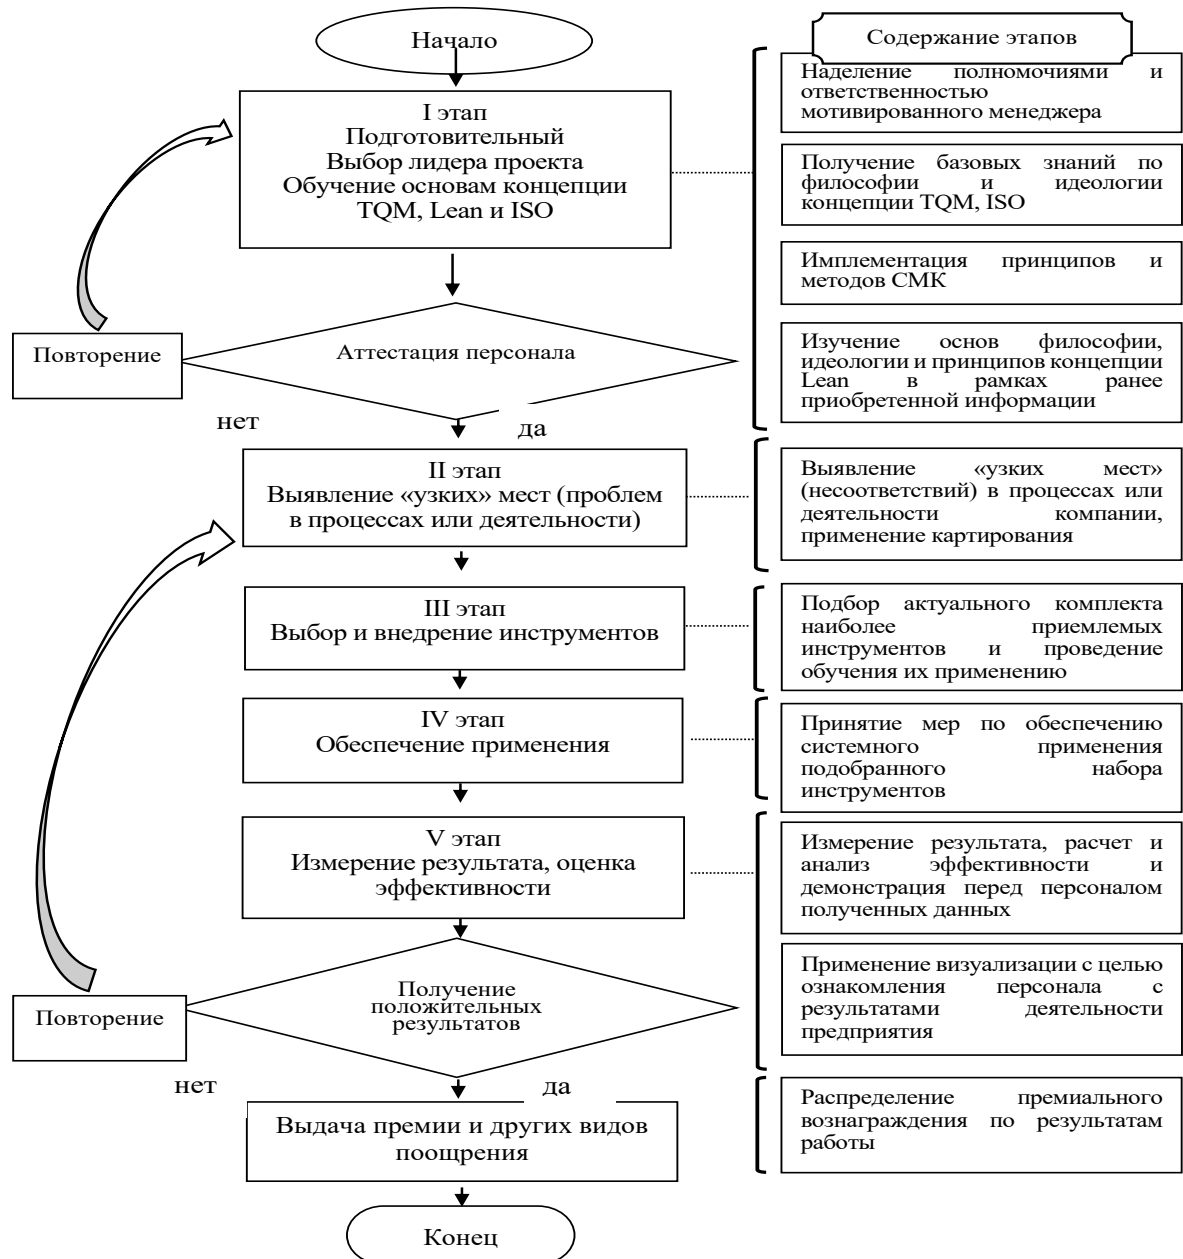 Начало
Содержание этапов
I этап
Подготовительный
Выбор лидера проекта
Обучение основам концепции
TQM, Lean и ISO
Наделение полномочиями и
ответственностью
мотивированного менеджера
Получение базовых знаний по
философии и идеологии
концепции TQM, ISO
Имплементация принципов и
методов СМК
Повторение
Аттестация персонала
Изучение основ философии,
идеологии и принципов концепции
Lean в рамках ранее
приобретенной информации
нет
да
II этап
Выявление «узких» мест (проблем
в процессах или деятельности)
Выявление «узких мест»
(несоответствий) в процессах или
деятельности компании,
применение картирования
III этап
Выбор и внедрение инструментов
Подбор актуального комплекта
наиболее приемлемых
инструментов и проведение
обучения их применению
IV этап
Обеспечение применения
Принятие мер по обеспечению
системного применения
подобранного набора
инструментов
V этап
Измерение результата, оценка
эффективности
Измерение результата, расчет и
анализ эффективности и
демонстрация перед персоналом
полученных данных
Повторение
Получение
положительных
результатов
Применение визуализации с целью
ознакомления персонала с
результатами деятельности
предприятия
нет
да
Выдача премии и других видов
поощрения
Распределение премиального
вознаграждения по результатам
работы
Конец